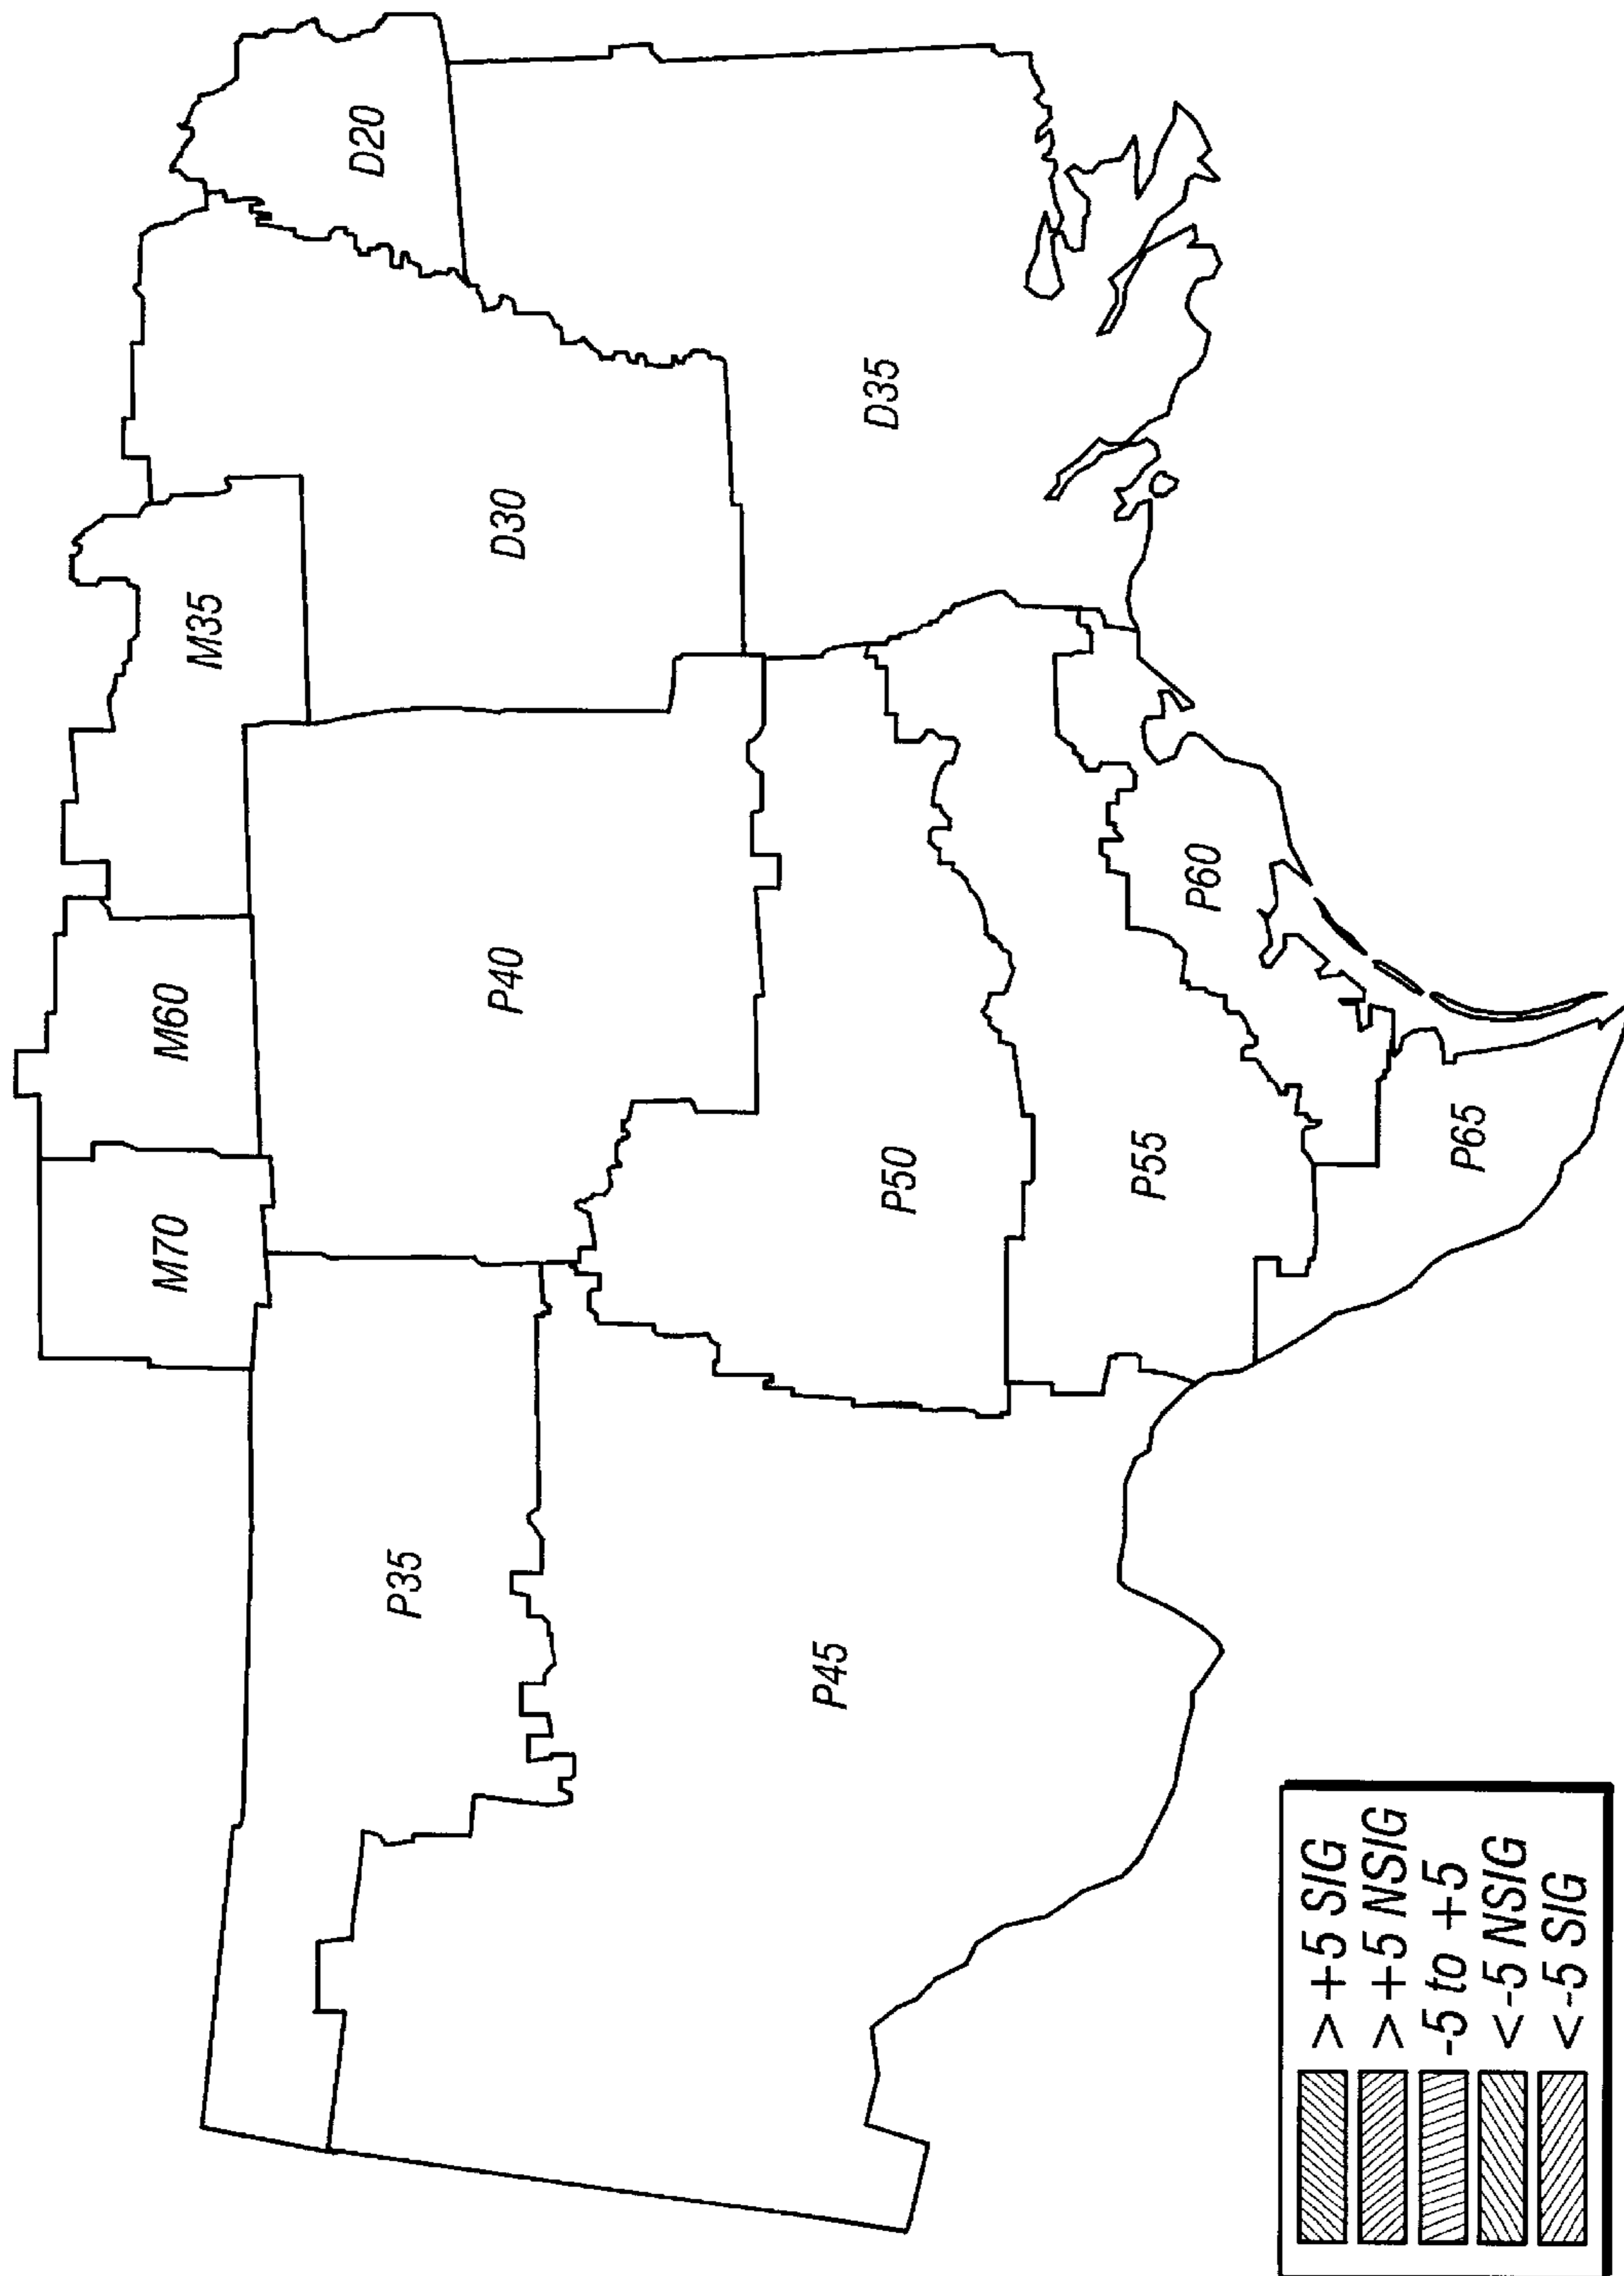 M70
M60
M35
D20
P35
P40
D30
P45
P50
D35
P55
P60
P65
> +5 SIG
> +5 NSIG
-5 to +5
< -5 NSIG
< -5 SIG